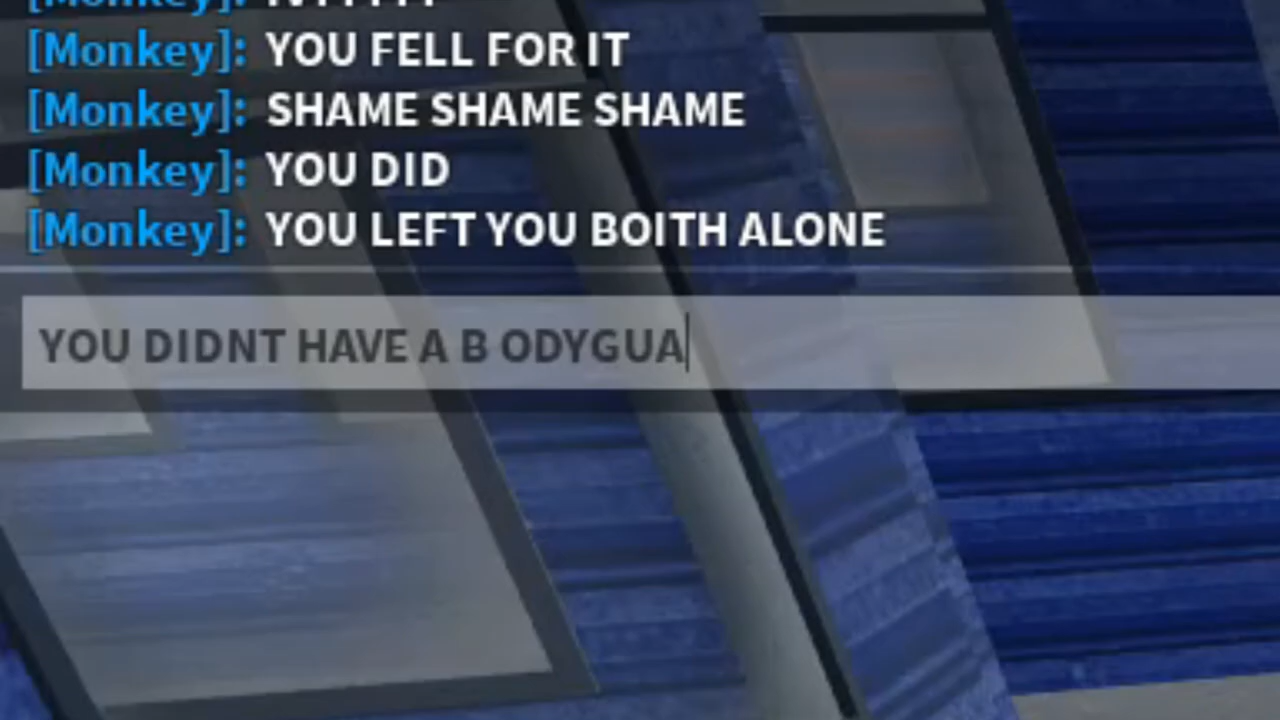 [Monkey]:
[Monkey]: YOU FELL FOR IT
[Monkey]: SHAME SHAME SHAME
[Monkey]: YOU DID
[Monkey]: YOU LEFT YOU BOITH ALONE
YOU DIDNT HAVE A B ODYGUA